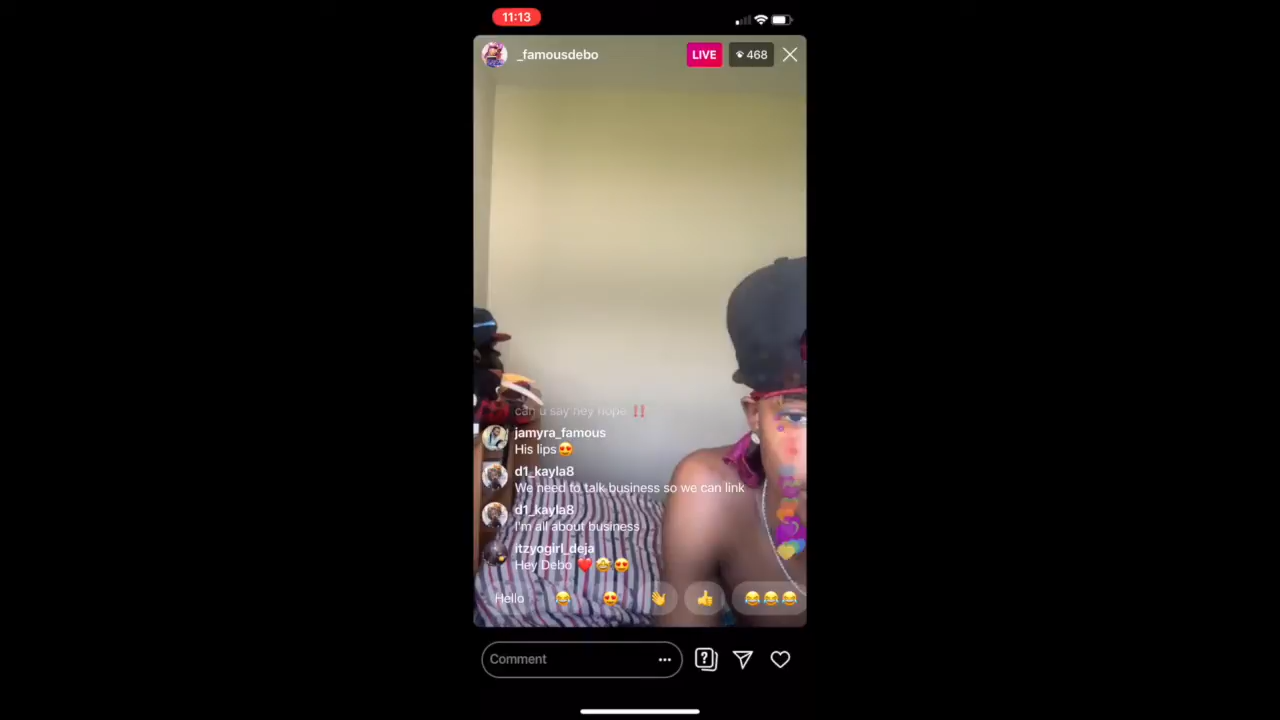 11:13
_famousdebo
LIVE
468
can u say hey hope ‼️
jamyra_famous
His lips😍
d1_kayla8
We need to talk business so we can link
d1_kayla8
I'm all about business
itzyogirl_deja
Hey Debo ❤️🤩😍
Hello 😂 😍 👋 👍 😂😂😂
Comment